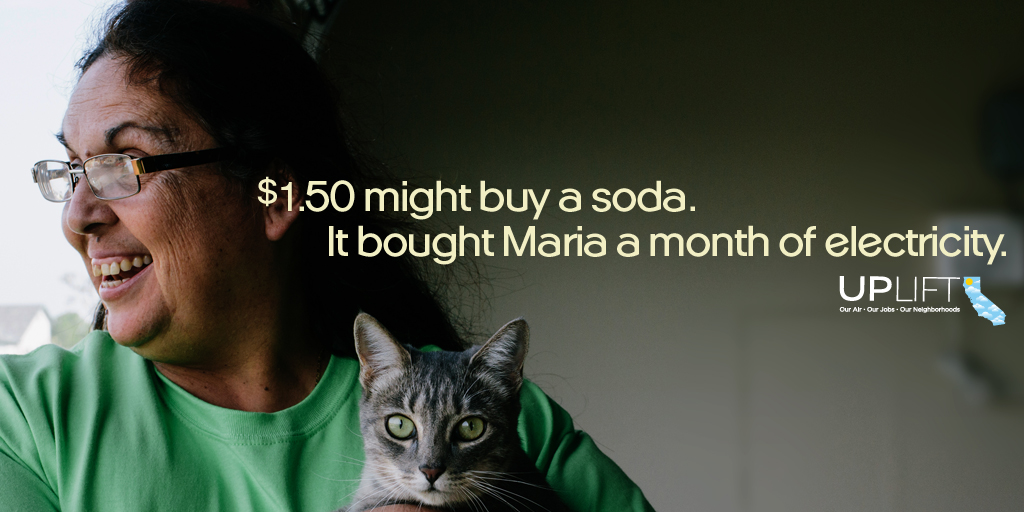 $1.50 might buy a soda.
It bought Maria a month of electricity.
UPLIFT
Our Air • Our Jobs • Our Neighborhoods